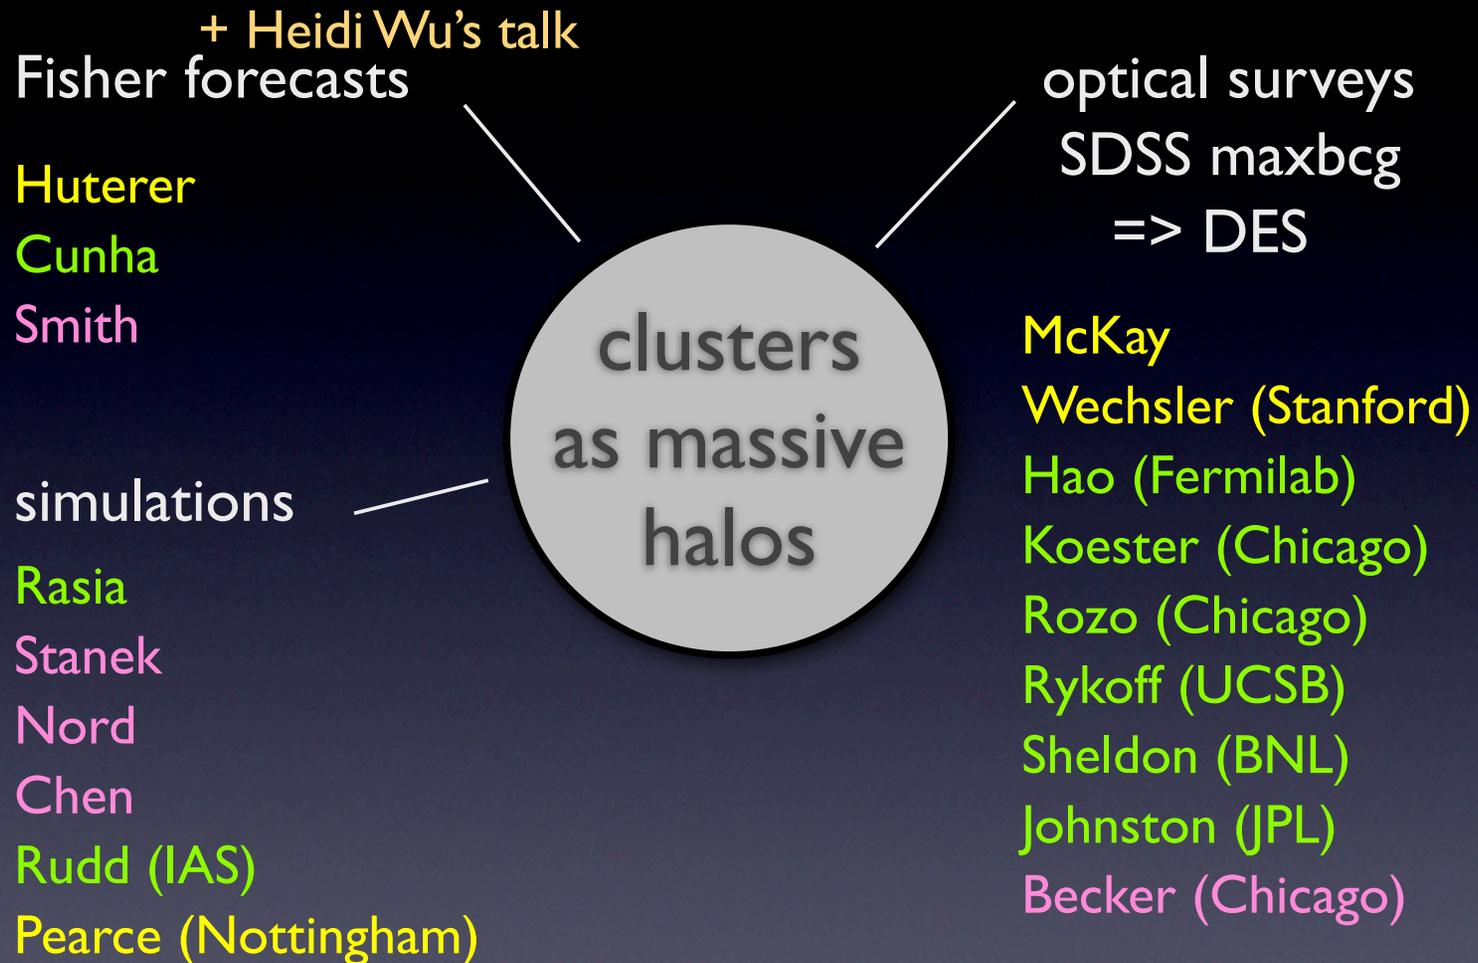 + Heidi Wu's talk
Fisher forecasts
Huterer
Cunha
Smith
simulations
Rasia
Stanek
Nord
Chen
Rudd (IAS)
Pearce (Nottingham)
clusters
as massive
halos
optical surveys
SDSS maxbcg
=> DES
McKay
Wechsler (Stanford)
Hao (Fermilab)
Koester (Chicago)
Rozo (Chicago)
Rykoff (UCSB)
Sheldon (BNL)
Johnston (JPL)
Becker (Chicago)